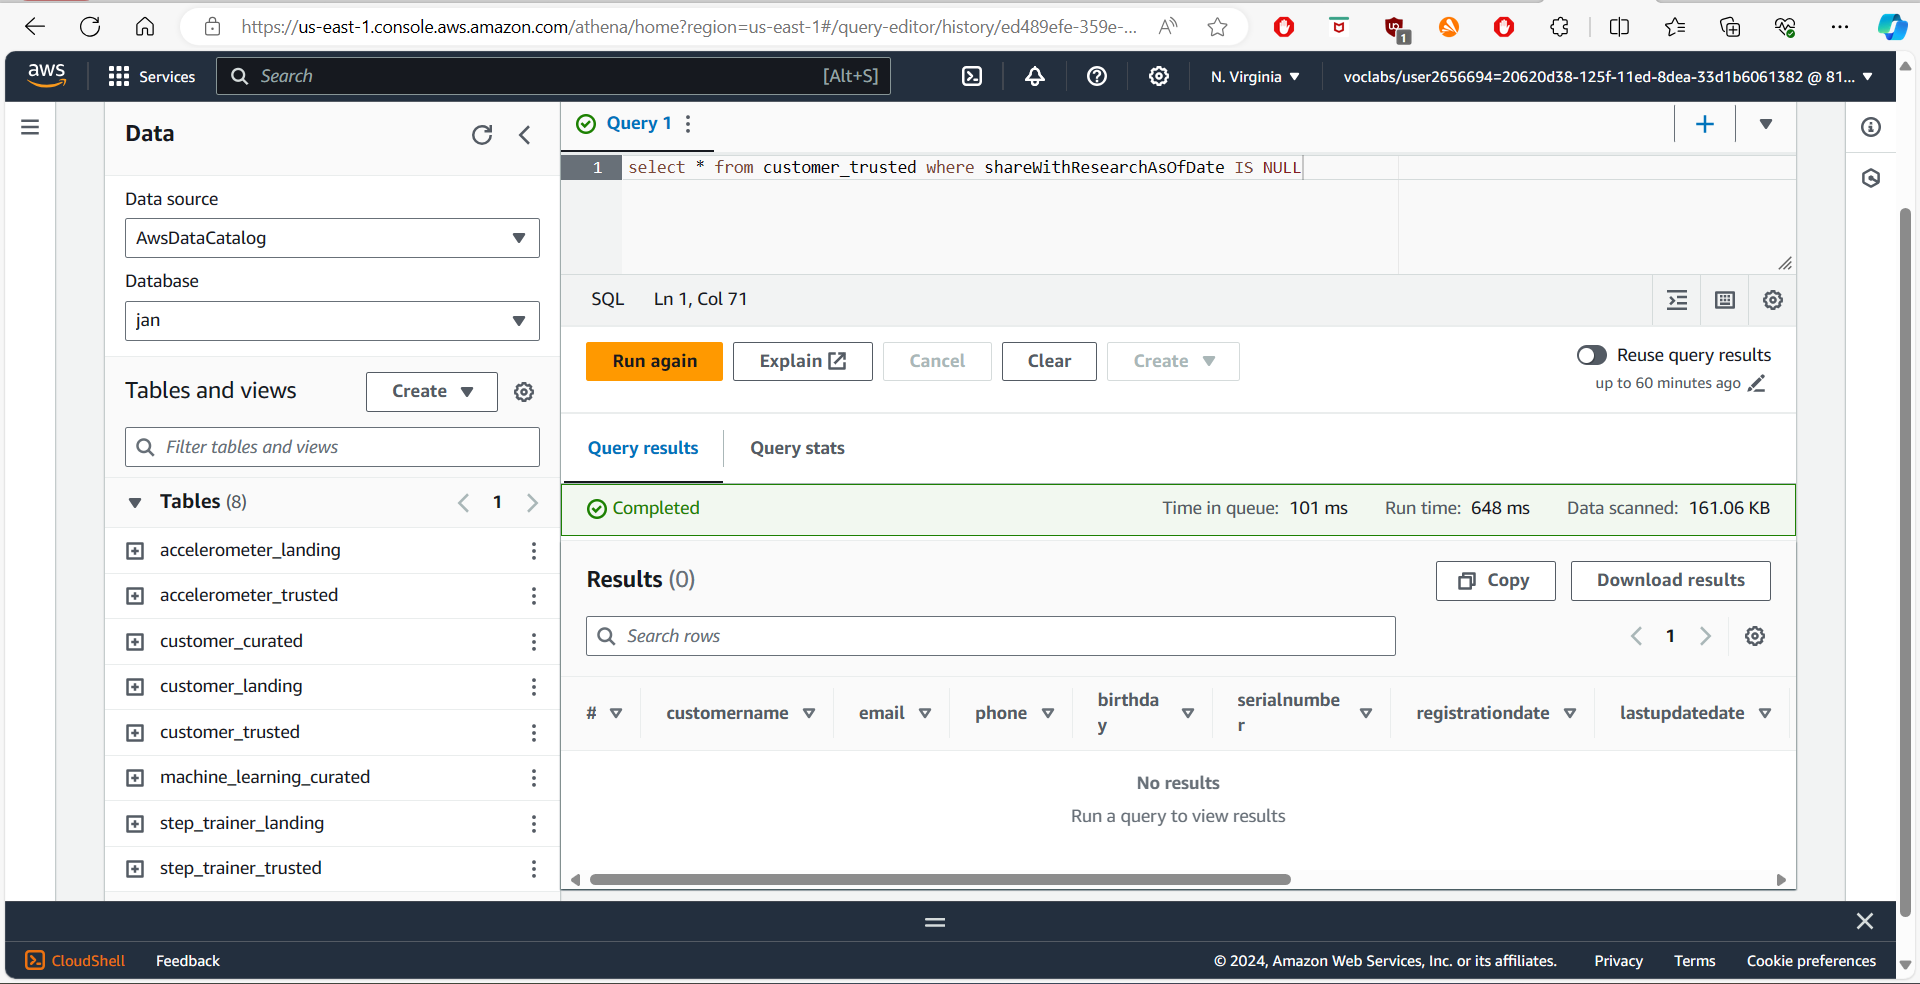 https://us-east-1.console.aws.amazon.com/athena/home?region=us-east-1#/query-editor/history/ed489efe-359e-...
1
aws
Services
Search
[Alt+S]
N. Virginia
voclabs/user2656694=20620d38-125f-11ed-8dea-33d1b6061382 @ 81...
Data
Data source
AwsDataCatalog
Database
jan
Tables and views
Create
Filter tables and views
Tables (8)
1
accelerometer_landing
accelerometer_trusted
customer_curated
customer_landing
customer_trusted
machine_learning_curated
step_trainer_landing
step_trainer_trusted
Query 1
1 select * from customer_trusted where shareWithResearchAsOfDate IS NULL
SQL Ln 1, Col 71
Run again
Explain
Cancel
Clear
Create
Reuse query results
up to 60 minutes ago
Query results
Query stats
Completed
Time in queue: 101 ms
Run time: 648 ms
Data scanned: 161.06 KB
Results (0)
Copy
Download results
Search rows
1
# customername email phone birthday serialnumber registrationdate lastupdatedate
No results
Run a query to view results
CloudShell
Feedback
© 2024, Amazon Web Services, Inc. or its affiliates.
Privacy
Terms
Cookie preferences